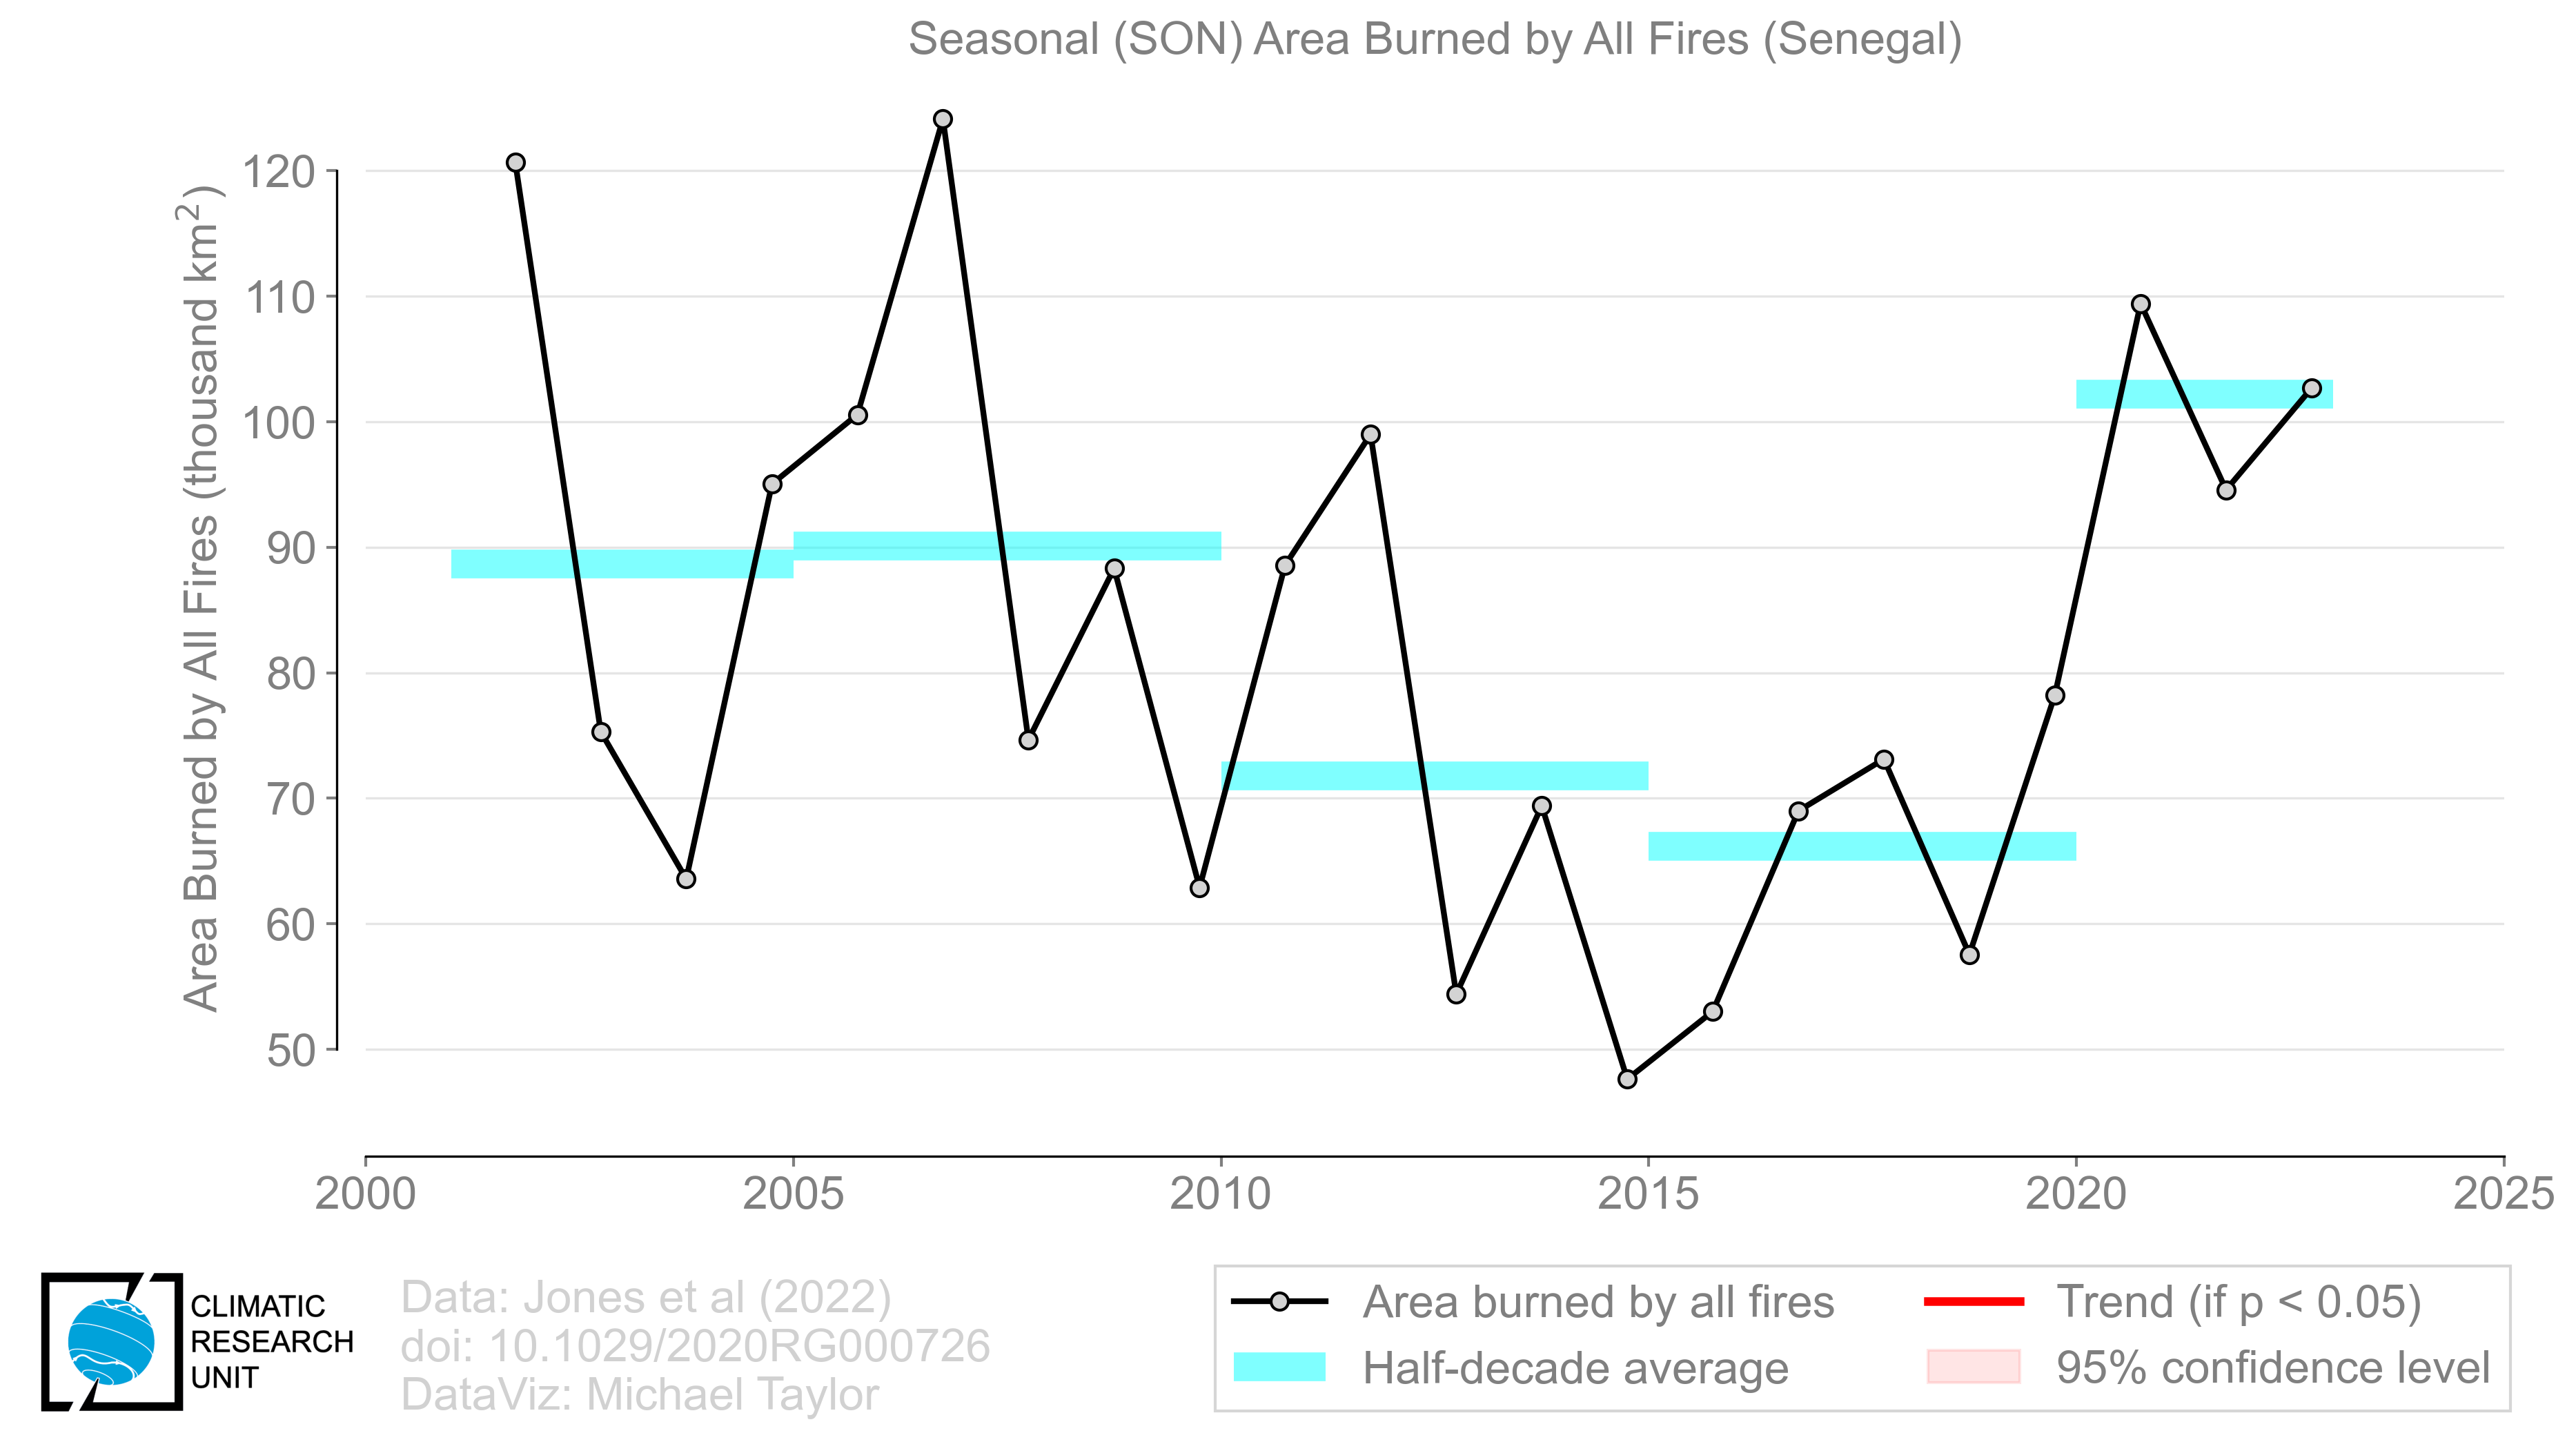 Seasonal (SON) Area Burned by All Fires (Senegal)
Area Burned by All Fires (thousand km²)
120
110
100
90
80
70
60
50
2000
2005
2010
2015
2020
2025
CLIMATIC
RESEARCH
UNIT
Data: Jones et al (2022)
doi: 10.1029/2020RG000726
DataViz: Michael Taylor
Area burned by all fires
Half-decade average
Trend (if p < 0.05)
95% confidence level